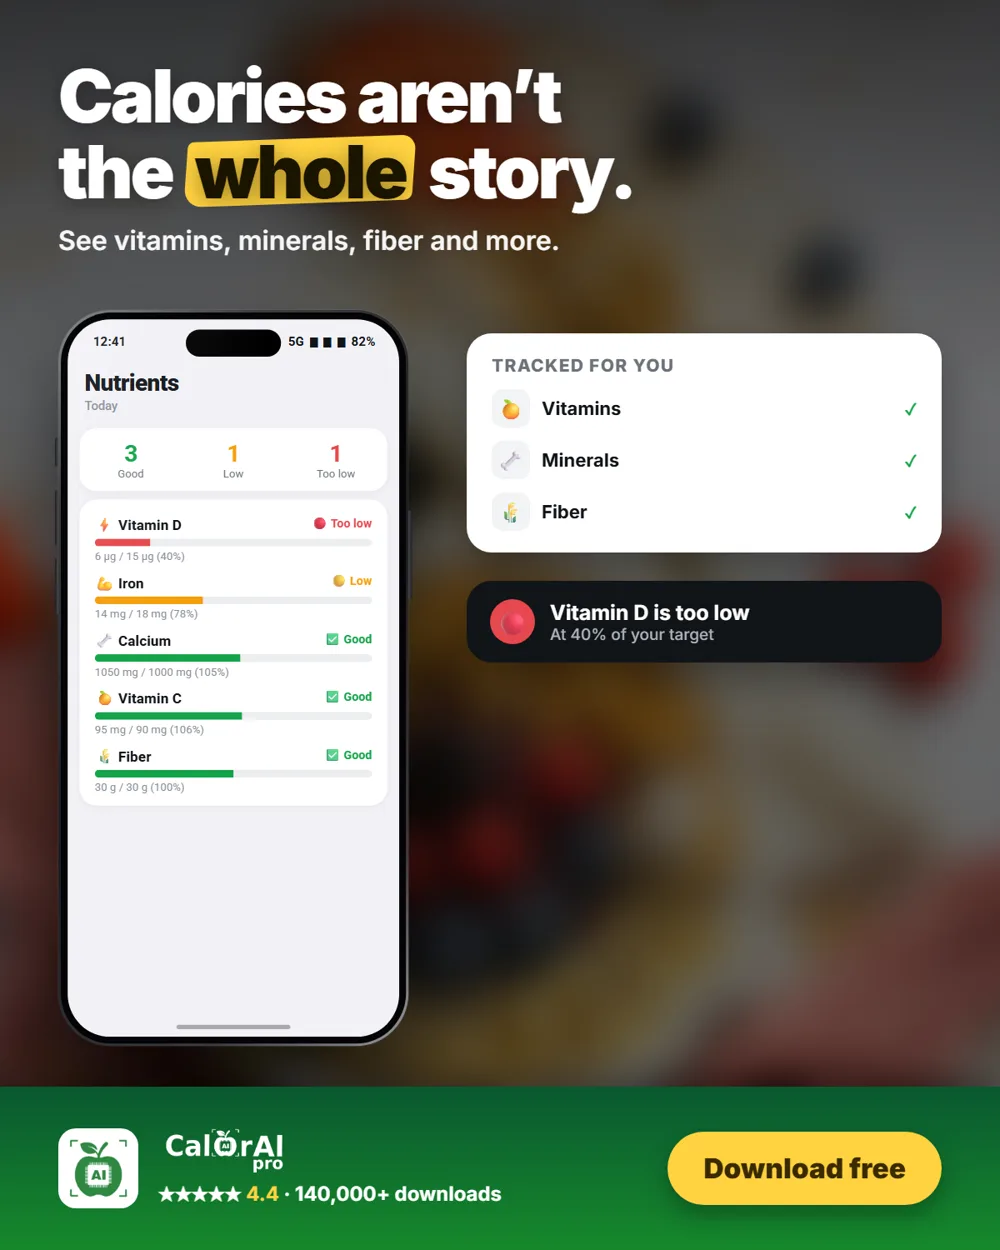 Calories aren’t
the whole story.
See vitamins, minerals, fiber and more.
12:41
5G
82%
Nutrients
Today
3
Good
1
Low
1
Too low
Vitamin D
Too low
6 µg / 15 µg (40%)
Iron
Low
14 mg / 18 mg (78%)
Calcium
Good
1050 mg / 1000 mg (105%)
Vitamin C
Good
95 mg / 90 mg (106%)
Fiber
Good
30 g / 30 g (100%)
TRACKED FOR YOU
Vitamins ✓
Minerals ✓
Fiber ✓
Vitamin D is too low
At 40% of your target
AI
CalorAI
pro
★★★★★ 4.4 · 140,000+ downloads
Download free